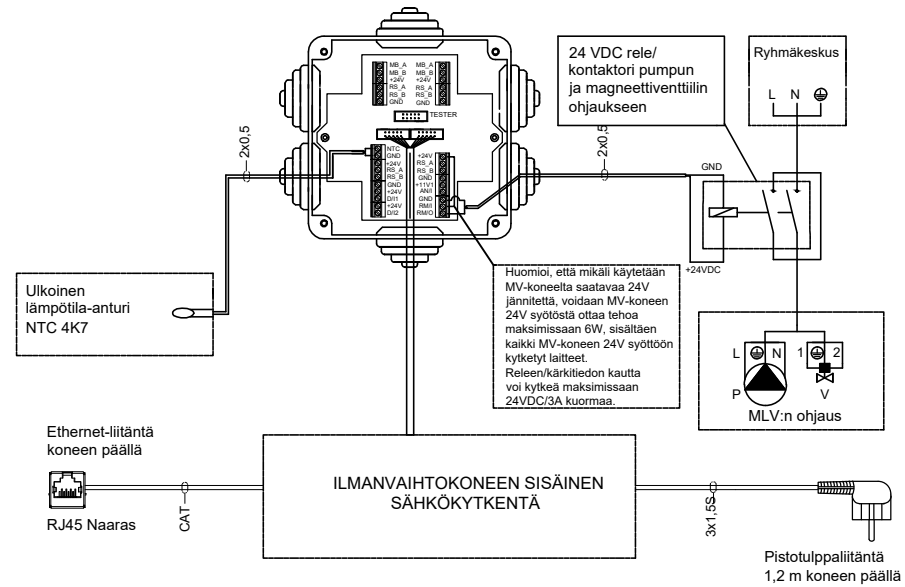 MB_A
MB_B
+24V
RS_A
RS_B
GND
MB_A
MB_B
+24V
RS_A
RS_B
GND
TESTER
NTC
GND
+24V
RS_A
RS_B
GND
+24V
D/I1
+24V
D/I2
+24V
RS_A
RS_B
GND
+11V1
AN/I
GND
RM/I
RM/O
2x0,5
2x0,5
24 VDC rele/
kontaktori pumpun
ja magneettiventtiilin
ohjaukseen
Ryhmäkeskus
L N
GND
+24VDC
Ulkoinen
lämpötila-anturi
NTC 4K7
Huomioi, että mikäli käytetään
MV-koneelta saatavaa 24V
jännitettä, voidaan MV-koneen
24V syötöstä ottaa tehoa
maksimissaan 6W, sisältäen
kaikki MV-koneen 24V syöttöön
kytketyt laitteet.
Releen/kärkitiedon kautta
voi kytkeä maksimissaan
24VDC/3A kuormaa.
L N 1 2
P V
MLV:n ohjaus
Ethernet-liitäntä
koneen päällä
RJ45 Naaras
CAT
ILMANVAIHTOKONEEN SISÄINEN
SÄHKÖKYTKENTÄ
3x1,5S
Pistotulppaliitäntä
1,2 m koneen päällä